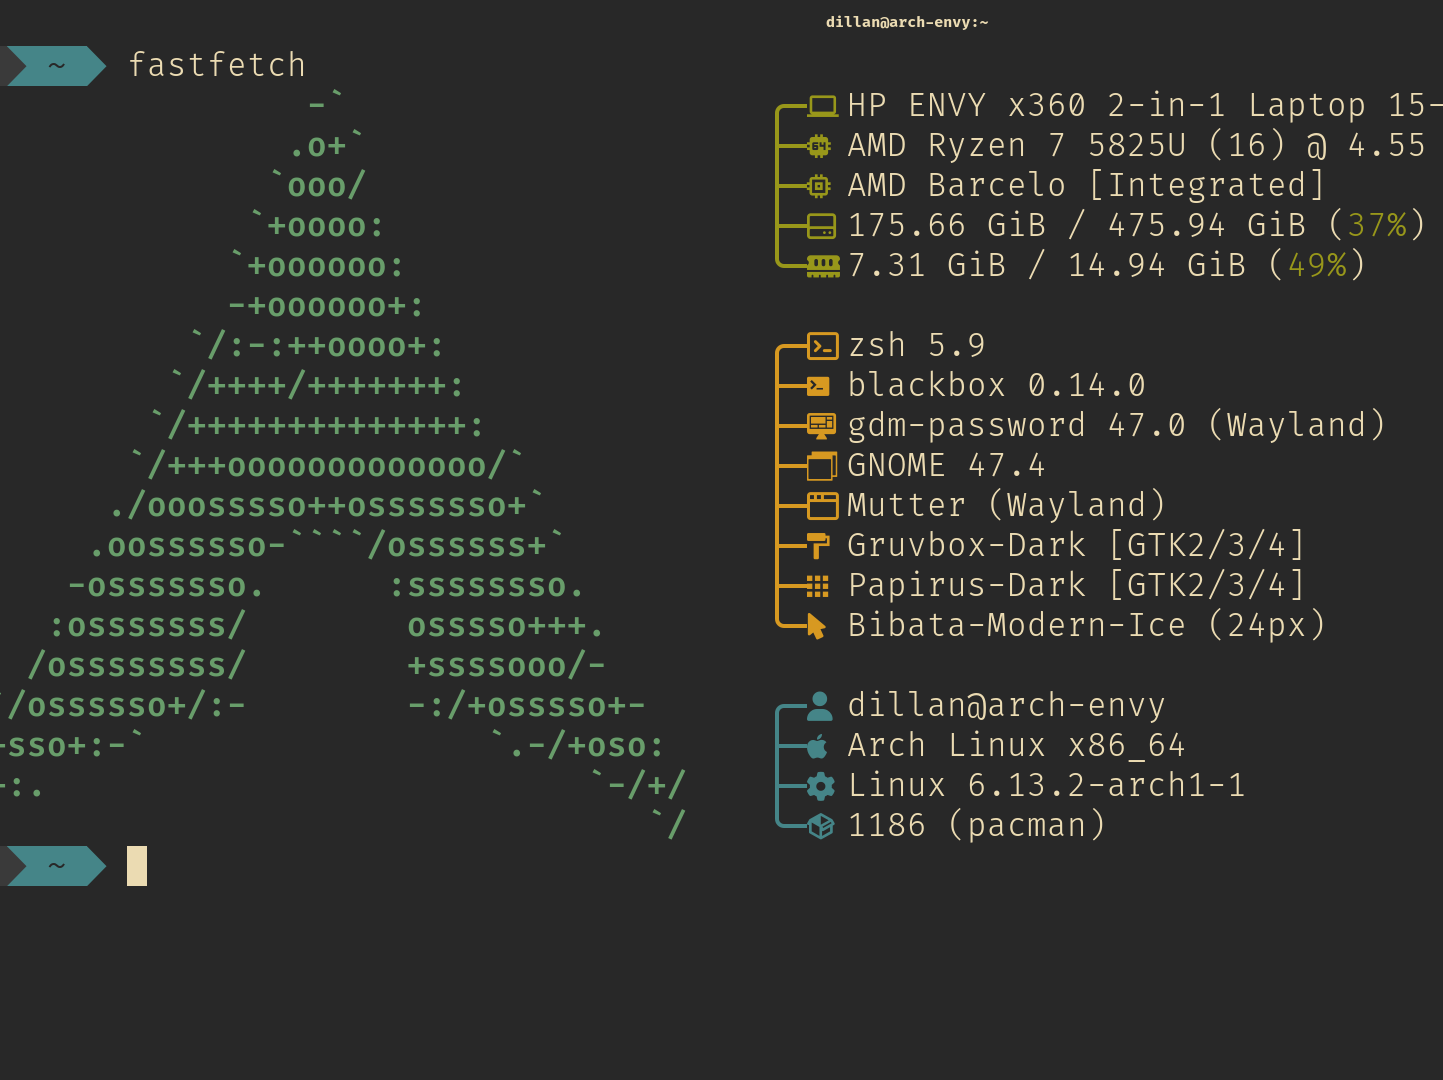 dillan@arch-envy:~
~ fastfetch
-`
.o+`
`ooo/
`+oooo:
`+oooooo:
-+oooooo+:
`/:-:++oooo+:
`/++++/+++++++:
`/++++++++++++++:
`/+++ooooooooooooo/`
./ooosssso++osssssso+`
.oossssso-````/ossssss+`
-osssssso.      :ssssssso.
:osssssss/        osssso+++.
/ossssssss/        +ssssooo/-
/ossssso+/:-        -:/+osssso+-
-sso+:-`                 `.-/+oso:
-:.                           `-/+/
`/
HP ENVY x360 2-in-1 Laptop 15-
64 AMD Ryzen 7 5825U (16) @ 4.55
AMD Barcelo [Integrated]
175.66 GiB / 475.94 GiB (37%)
7.31 GiB / 14.94 GiB (49%)
zsh 5.9
blackbox 0.14.0
gdm-password 47.0 (Wayland)
GNOME 47.4
Mutter (Wayland)
Gruvbox-Dark [GTK2/3/4]
Papirus-Dark [GTK2/3/4]
Bibata-Modern-Ice (24px)
dillan@arch-envy
Arch Linux x86_64
Linux 6.13.2-arch1-1
1186 (pacman)
~